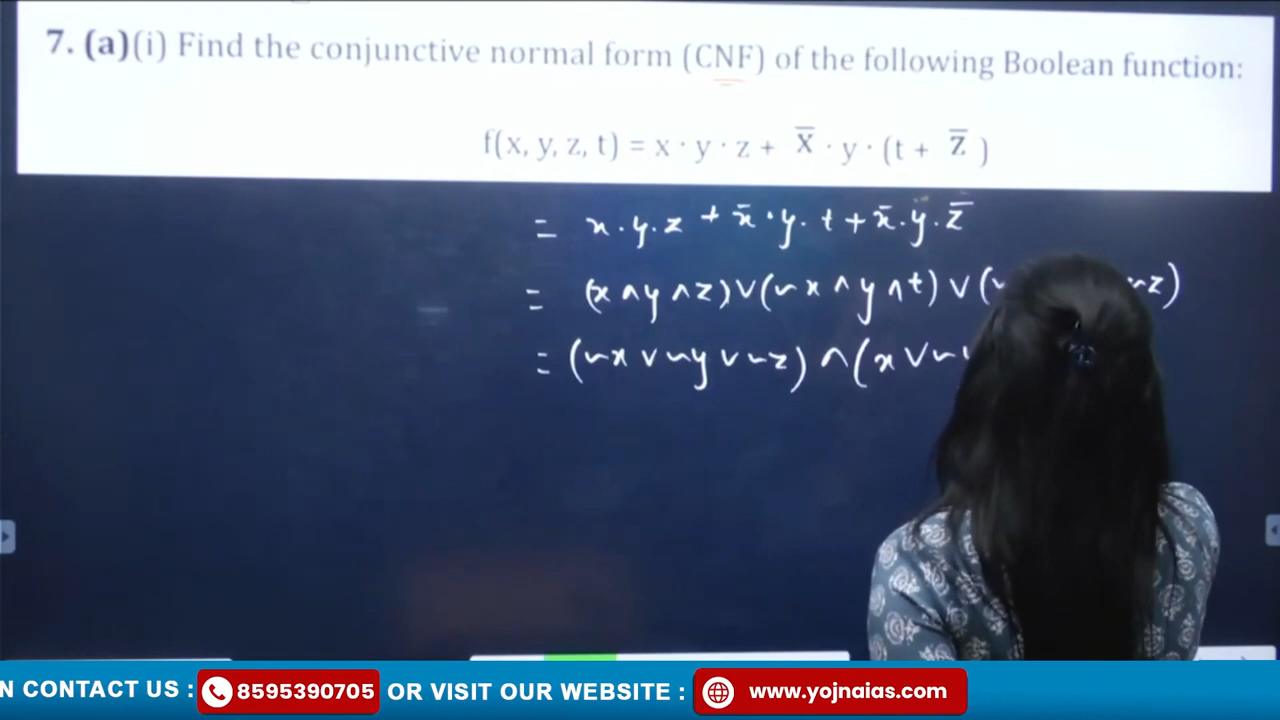 7. (a)(i) Find the conjunctive normal form (CNF) of the following Boolean function:
f(x, y, z, t) = x · y · z + x̄ · y · (t + z̄ )
= x · y · z + x̄ · y · t + x̄ · y · z̄
= (x ∧ y ∧ z) ∨ (~x ∧ y ∧ t) ∨ ( ~z)
= (~x ∨ ~y ∨ ~z) ∧ (x ∨ ~
N CONTACT US : 8595390705 OR VISIT OUR WEBSITE : www.yojnaias.com